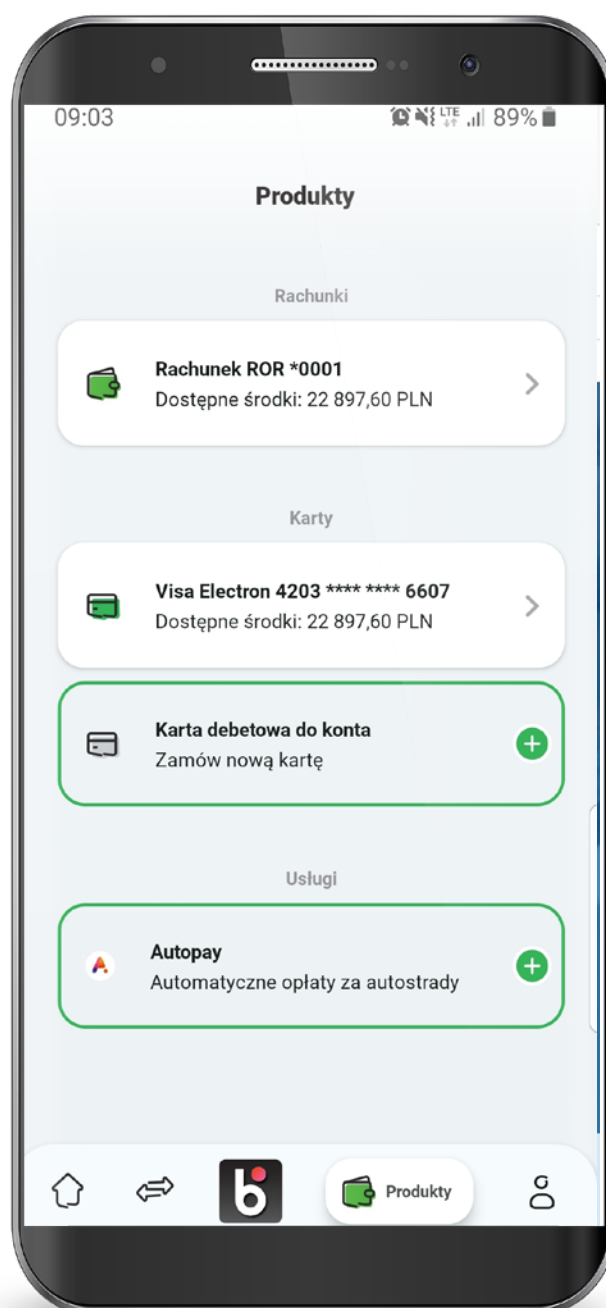 09:03 LTE 89%
Produkty
Rachunki
Rachunek ROR *0001
Dostępne środki: 22 897,60 PLN
Karty
Visa Electron 4203 **** **** 6607
Dostępne środki: 22 897,60 PLN
Karta debetowa do konta
Zamów nową kartę
Usługi
Autopay
Automatyczne opłaty za autostrady
Produkty